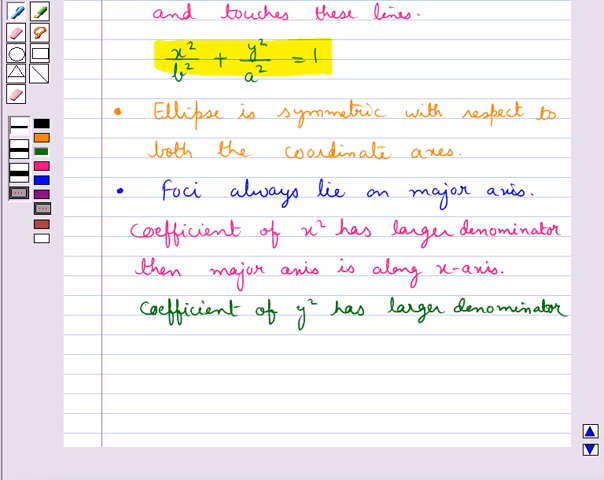 and touches these lines.
x²/b² + y²/a² = 1
• Ellipse is symmetric with respect to
both the coordinate axes.
• Foci always lie on major axis.
Coefficient of x² has larger denominator
then major axis is along x-axis.
Coefficient of y² has larger denominator